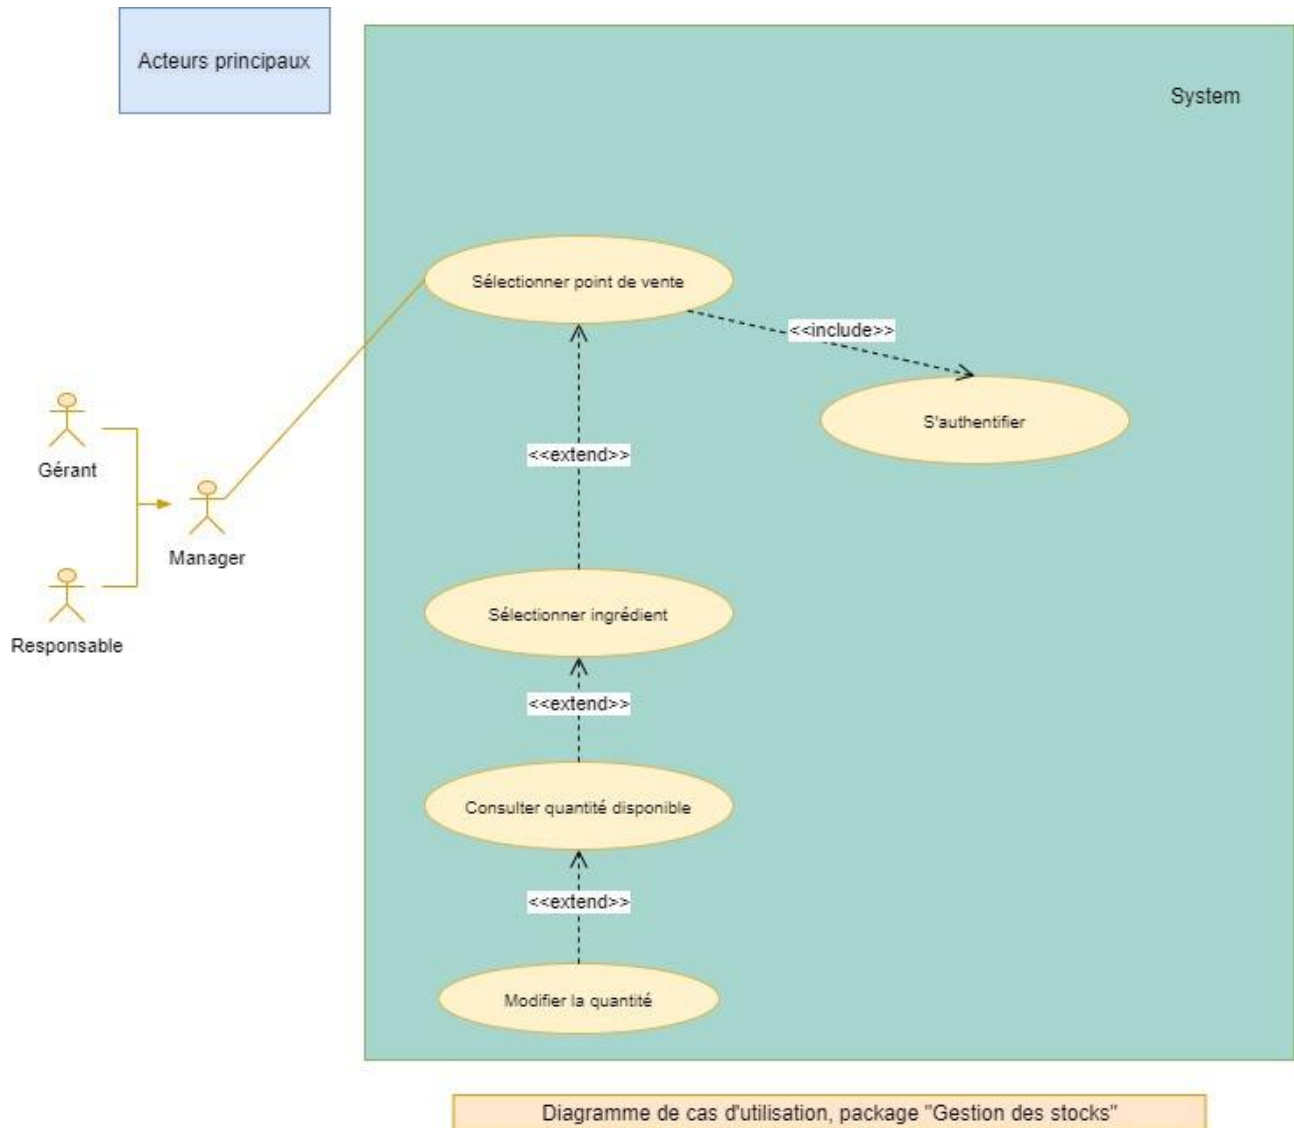 Acteurs principaux
System
Sélectionner point de vente
<<include>>
S'authentifier
<<extend>>
Gérant
Manager
Responsable
Sélectionner ingrédient
<<extend>>
Consulter quantité disponible
<<extend>>
Modifier la quantité
Diagramme de cas d'utilisation, package "Gestion des stocks"